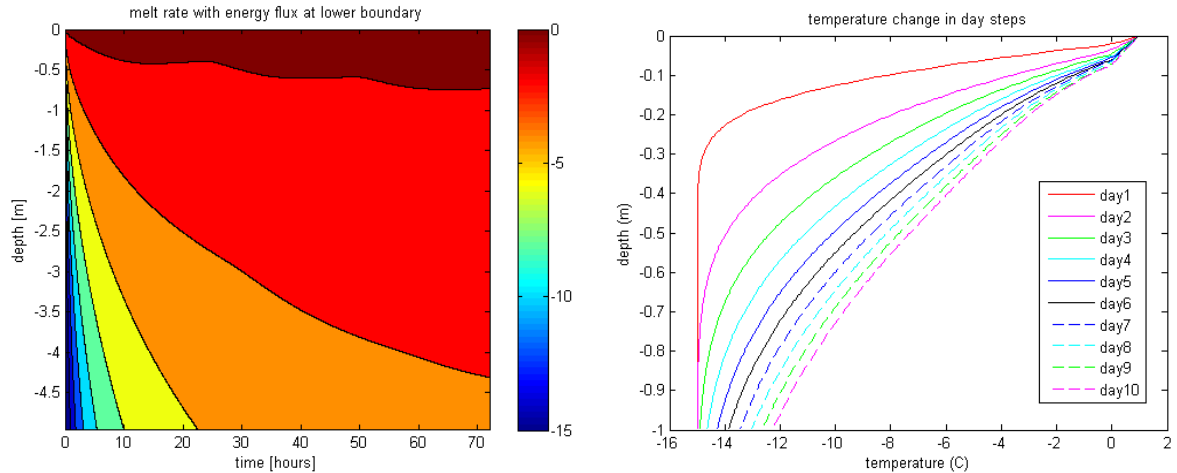 melt rate with energy flux at lower boundary
0
-0.5
-1
-1.5
-2
-2.5
-3
-3.5
-4
-4.5
depth [m]
0 10 20 30 40 50 60 70
time [hours]
0
-5
-10
-15
temperature change in day steps
0
-0.1
-0.2
-0.3
-0.4
-0.5
-0.6
-0.7
-0.8
-0.9
-1
depth (m)
-16 -14 -12 -10 -8 -6 -4 -2 0 2
temperature (C)
day1
day2
day3
day4
day5
day6
day7
day8
day9
day10